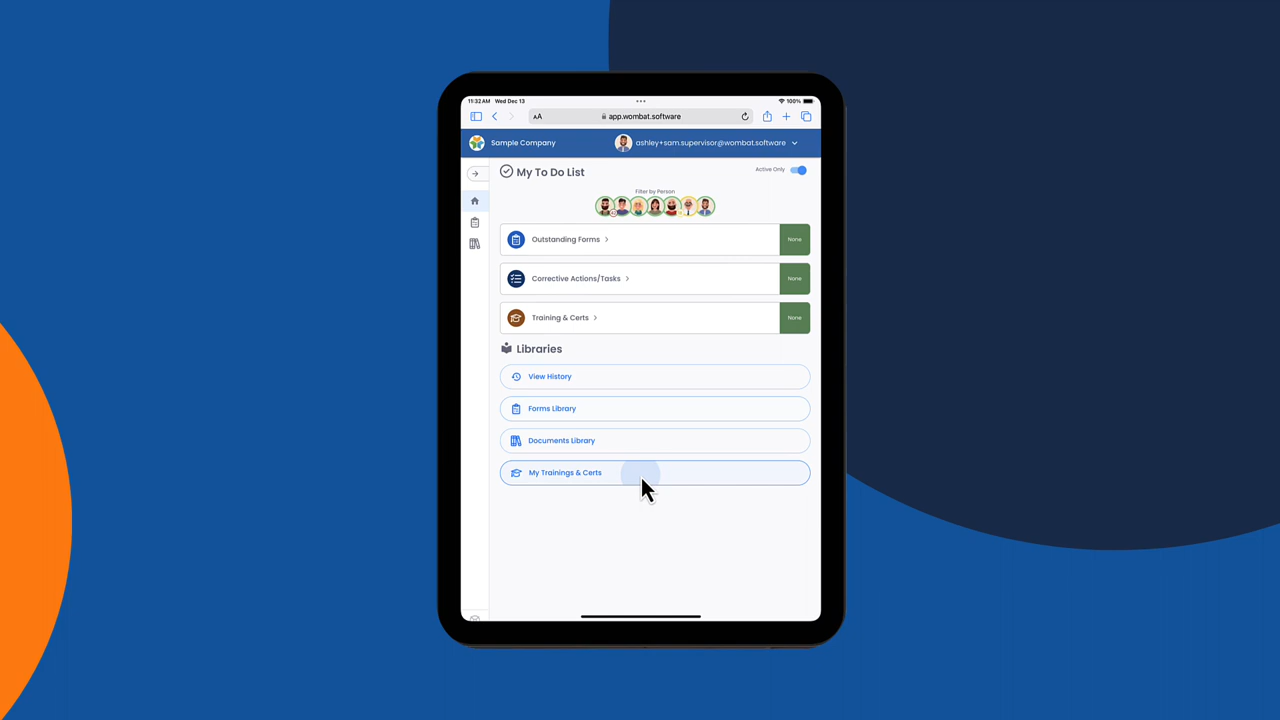 11:32 AM Wed Dec 13
100%
AA
app.wombat.software
Sample Company
ashley+sam.supervisor@wombat.software
My To Do List
Active Only
Filter by Person
Outstanding Forms
None
Corrective Actions/Tasks
None
Training & Certs
None
Libraries
View History
Forms Library
Documents Library
My Trainings & Certs